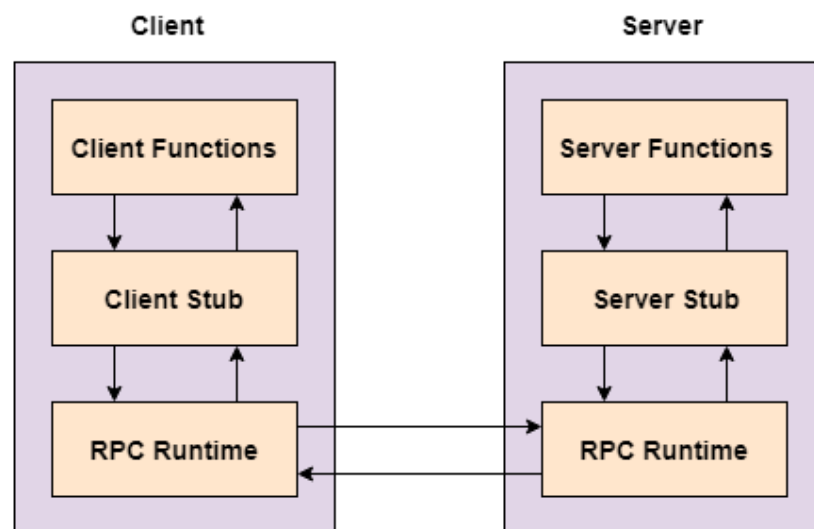 Client
Server
Client Functions
Server Functions
Client Stub
Server Stub
RPC Runtime
RPC Runtime